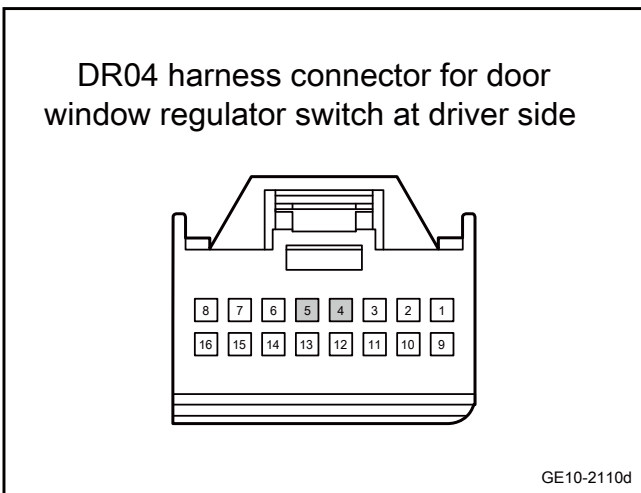 DR04 harness connector for door
window regulator switch at driver side
8 7 6 5 4 3 2 1
16 15 14 13 12 11 10 9
GE10-2110d